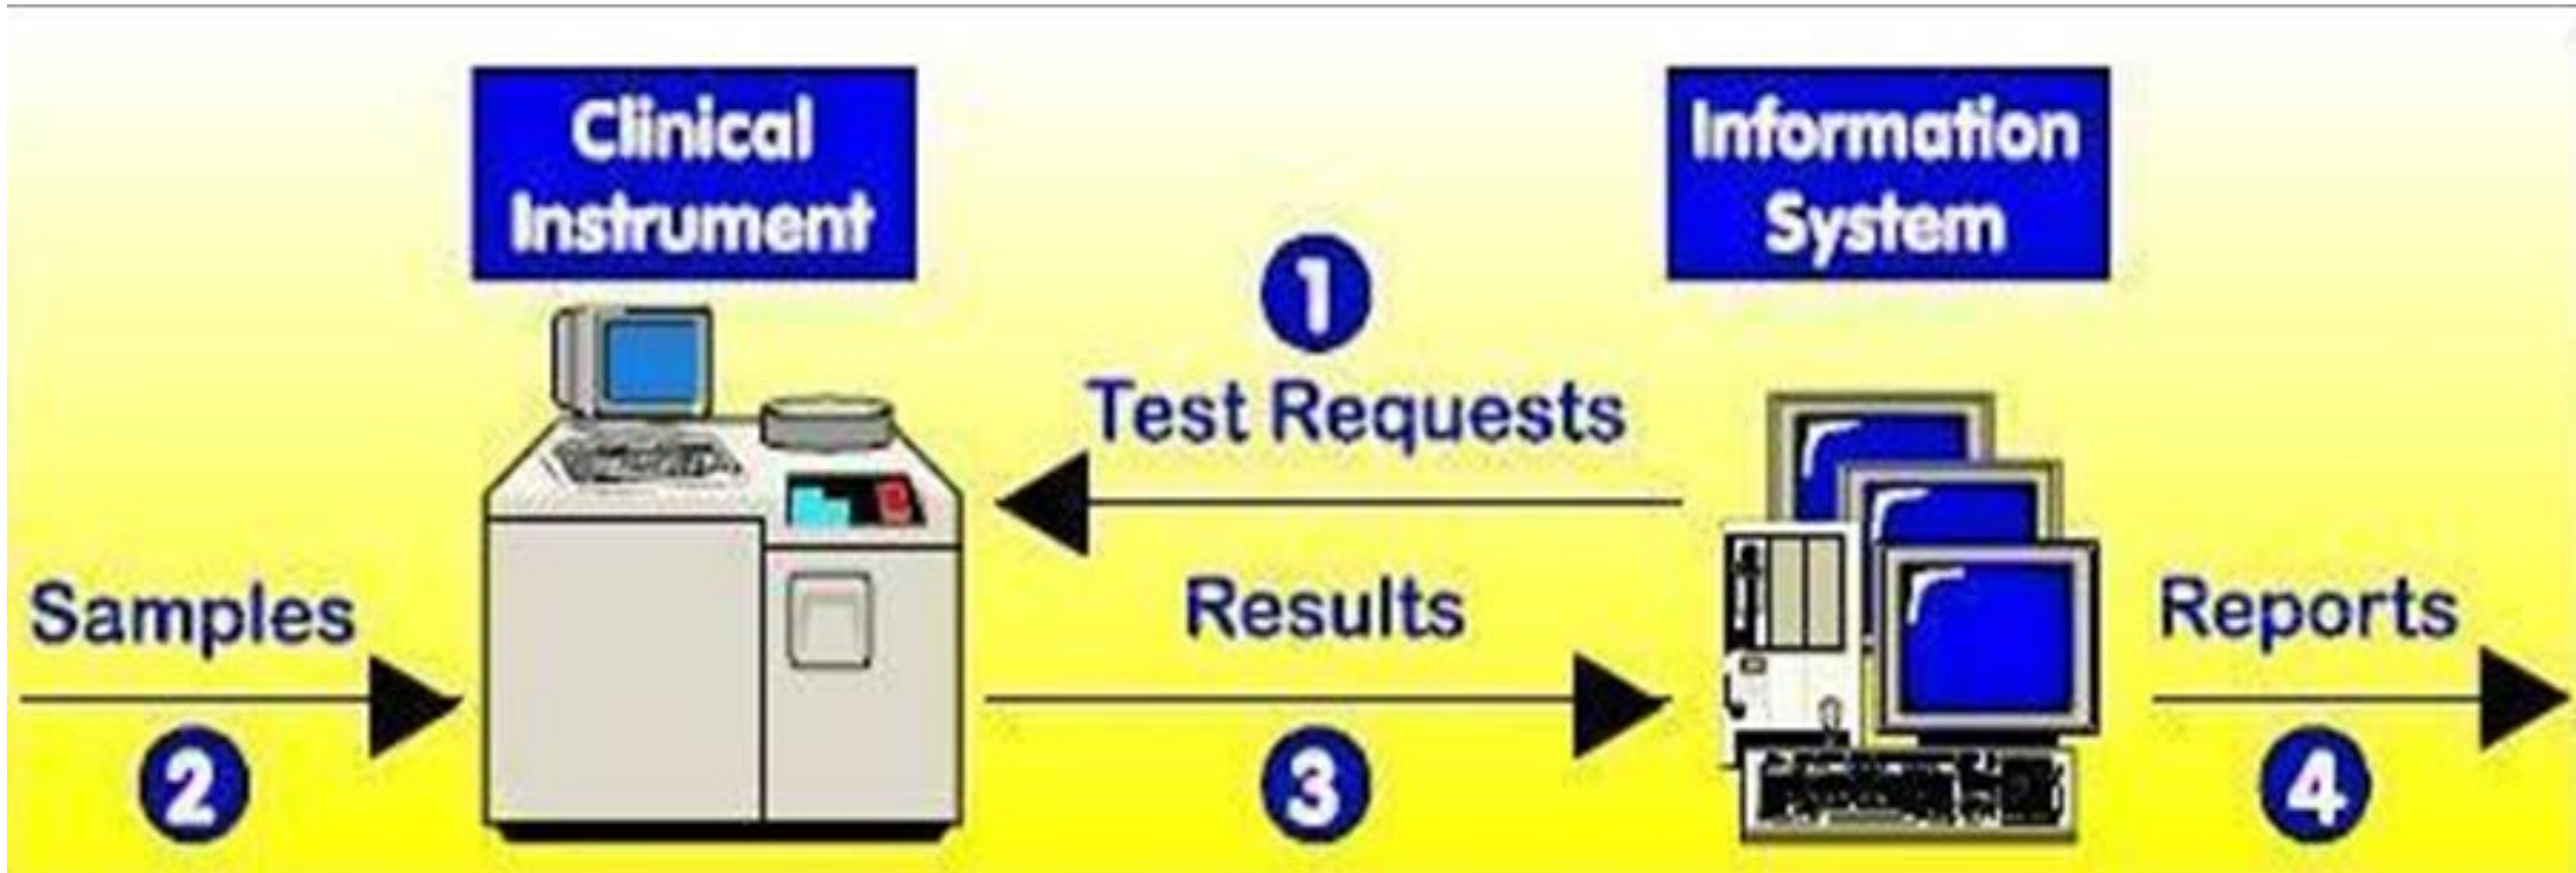 Clinical
Instrument
Information
System
1
Test Requests
Samples
2
Results
3
Reports
4